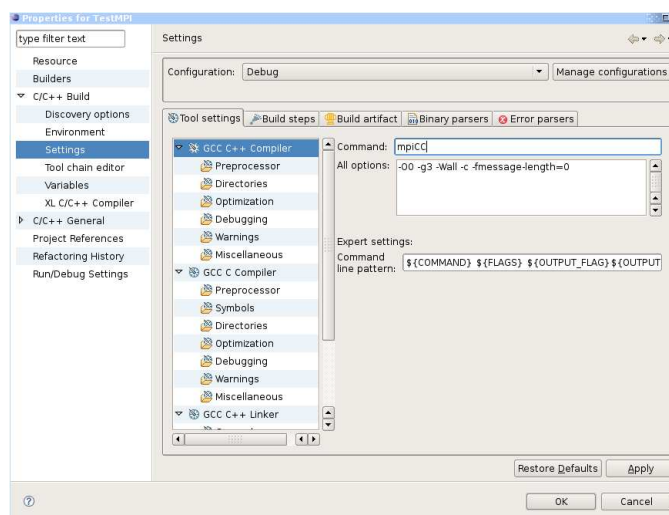 Properties for TestMPI
type filter text
Resource
Builders
C/C++ Build
Discovery options
Environment
Settings
Tool chain editor
Variables
XL C/C++ Compiler
C/C++ General
Project References
Refactoring History
Run/Debug Settings
Settings
Configuration: Debug
Manage configurations
Tool settings Build steps Build artifact Binary parsers Error parsers
GCC C++ Compiler
Preprocessor
Directories
Optimization
Debugging
Warnings
Miscellaneous
GCC C Compiler
Preprocessor
Symbols
Directories
Optimization
Debugging
Warnings
Miscellaneous
GCC C++ Linker
Command: mpiCC
All options: -O0 -g3 -Wall -c -fmessage-length=0
Expert settings:
Command
line pattern: ${COMMAND} ${FLAGS} ${OUTPUT_FLAG}${OUTPUT
Restore Defaults Apply
OK Cancel